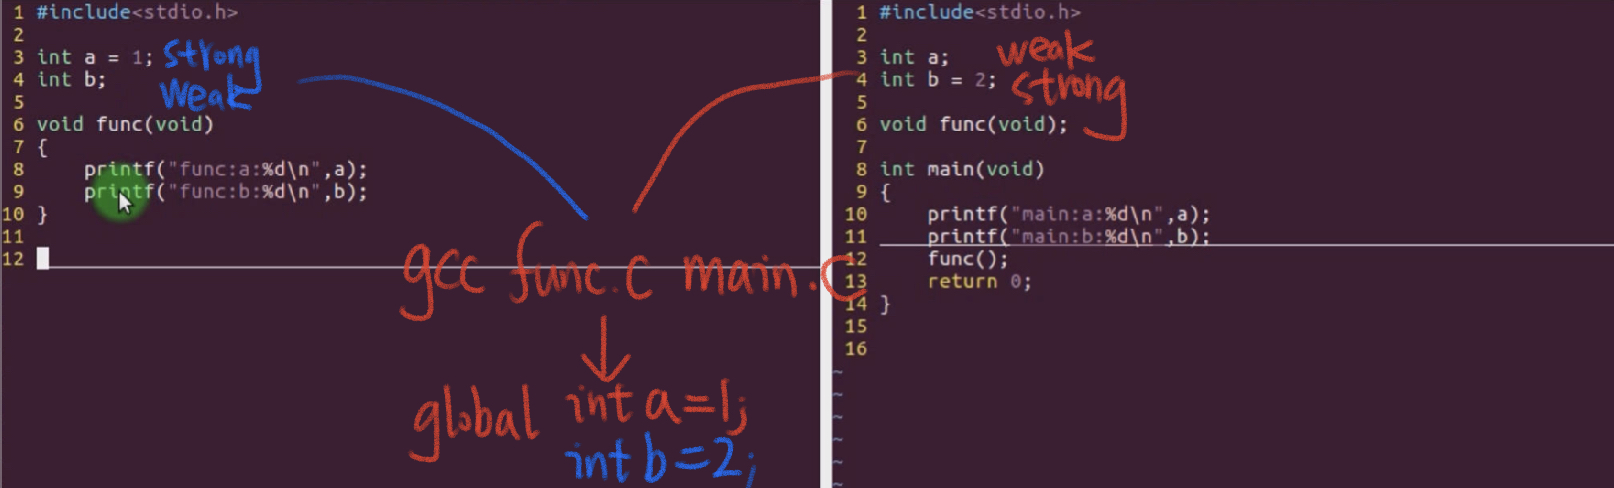 1 #include<stdio.h>
2
3 int a = 1; strong
4 int b; weak
5
6 void func(void)
7 {
8 printf("func:a:%d\n",a);
9 printf("func:b:%d\n",b);
10 }
11
12
1 #include<stdio.h>
2
3 int a; weak
4 int b = 2; strong
5
6 void func(void);
7
8 int main(void)
9 {
10 printf("main:a:%d\n",a);
11 printf("main:b:%d\n",b);
12 func();
13 return 0;
14 }
15
16
~
~
~
~
~
~
gcc func.c main.c
global int a=1;
int b=2;